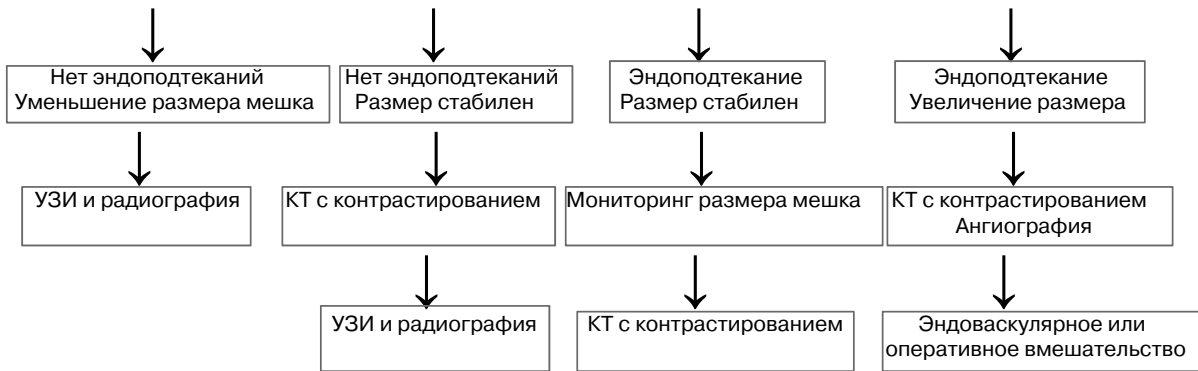 Нет эндоподтеканий
Уменьшение размера мешка
Нет эндоподтеканий
Размер стабилен
Эндоподтекание
Размер стабилен
Эндоподтекание
Увеличение размера
УЗИ и радиография
КТ с контрастированием
Мониторинг размера мешка
КТ с контрастированием
Ангиография
УЗИ и радиография
КТ с контрастированием
Эндоваскулярное или
оперативное вмешательство